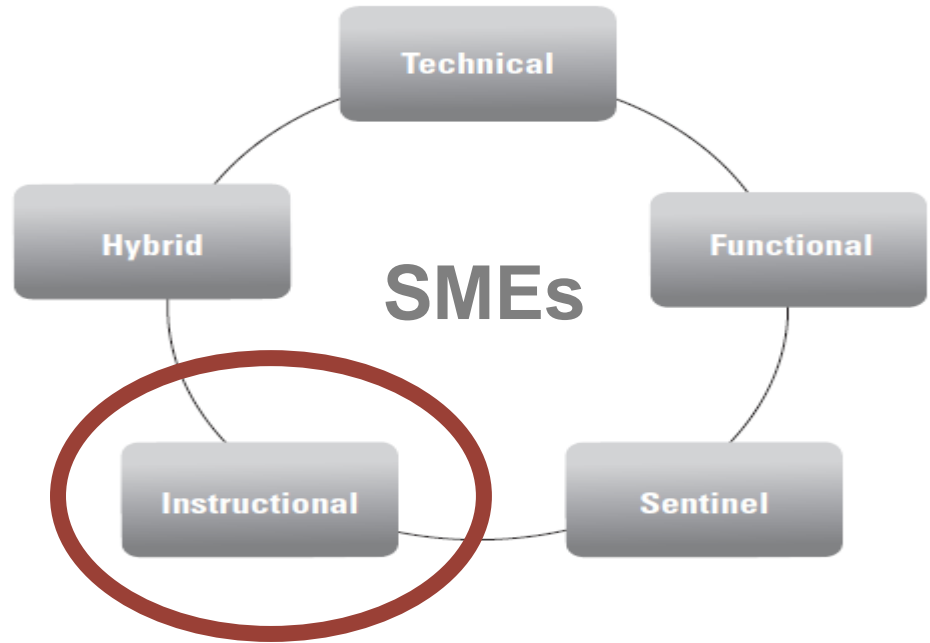 Technical
Hybrid
Functional
SMEs
Instructional
Sentinel